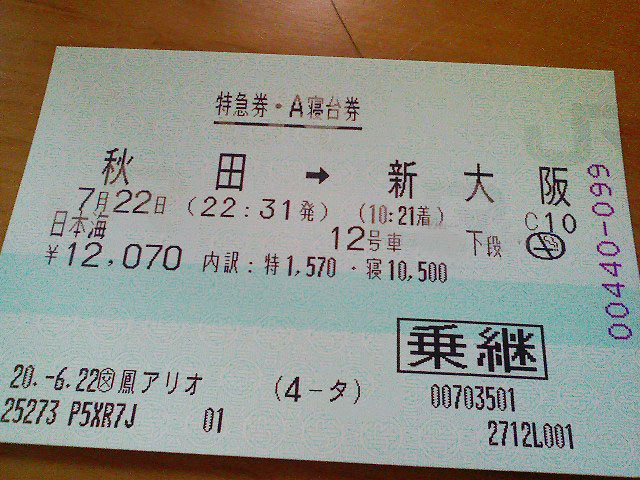 特急券・A寝台券
秋田 → 新大阪
7月22日 (22:31発) (10:21着) C10
日本海 12号車 下段
¥12,070 内訳:特1,570・寝10,500
00440-099
乗継
20.-6.22 鳳アリオ (4-タ) 00703501
25273 P5XR7J 01 2712L001